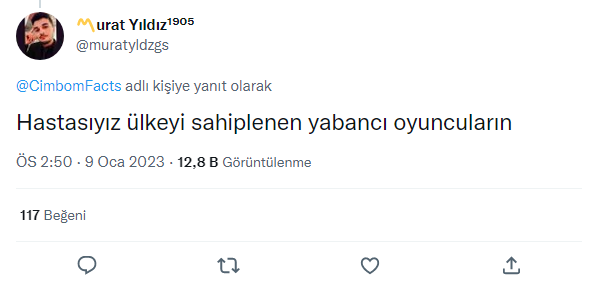 〽️urat Yıldız¹⁹⁰⁵
@muratyldzgs
@CimbomFacts adlı kişiye yanıt olarak
Hastasıyız ülkeyi sahiplenen yabancı oyuncuların
ÖS 2:50 · 9 Oca 2023 · 12,8 B Görüntülenme
117 Beğeni